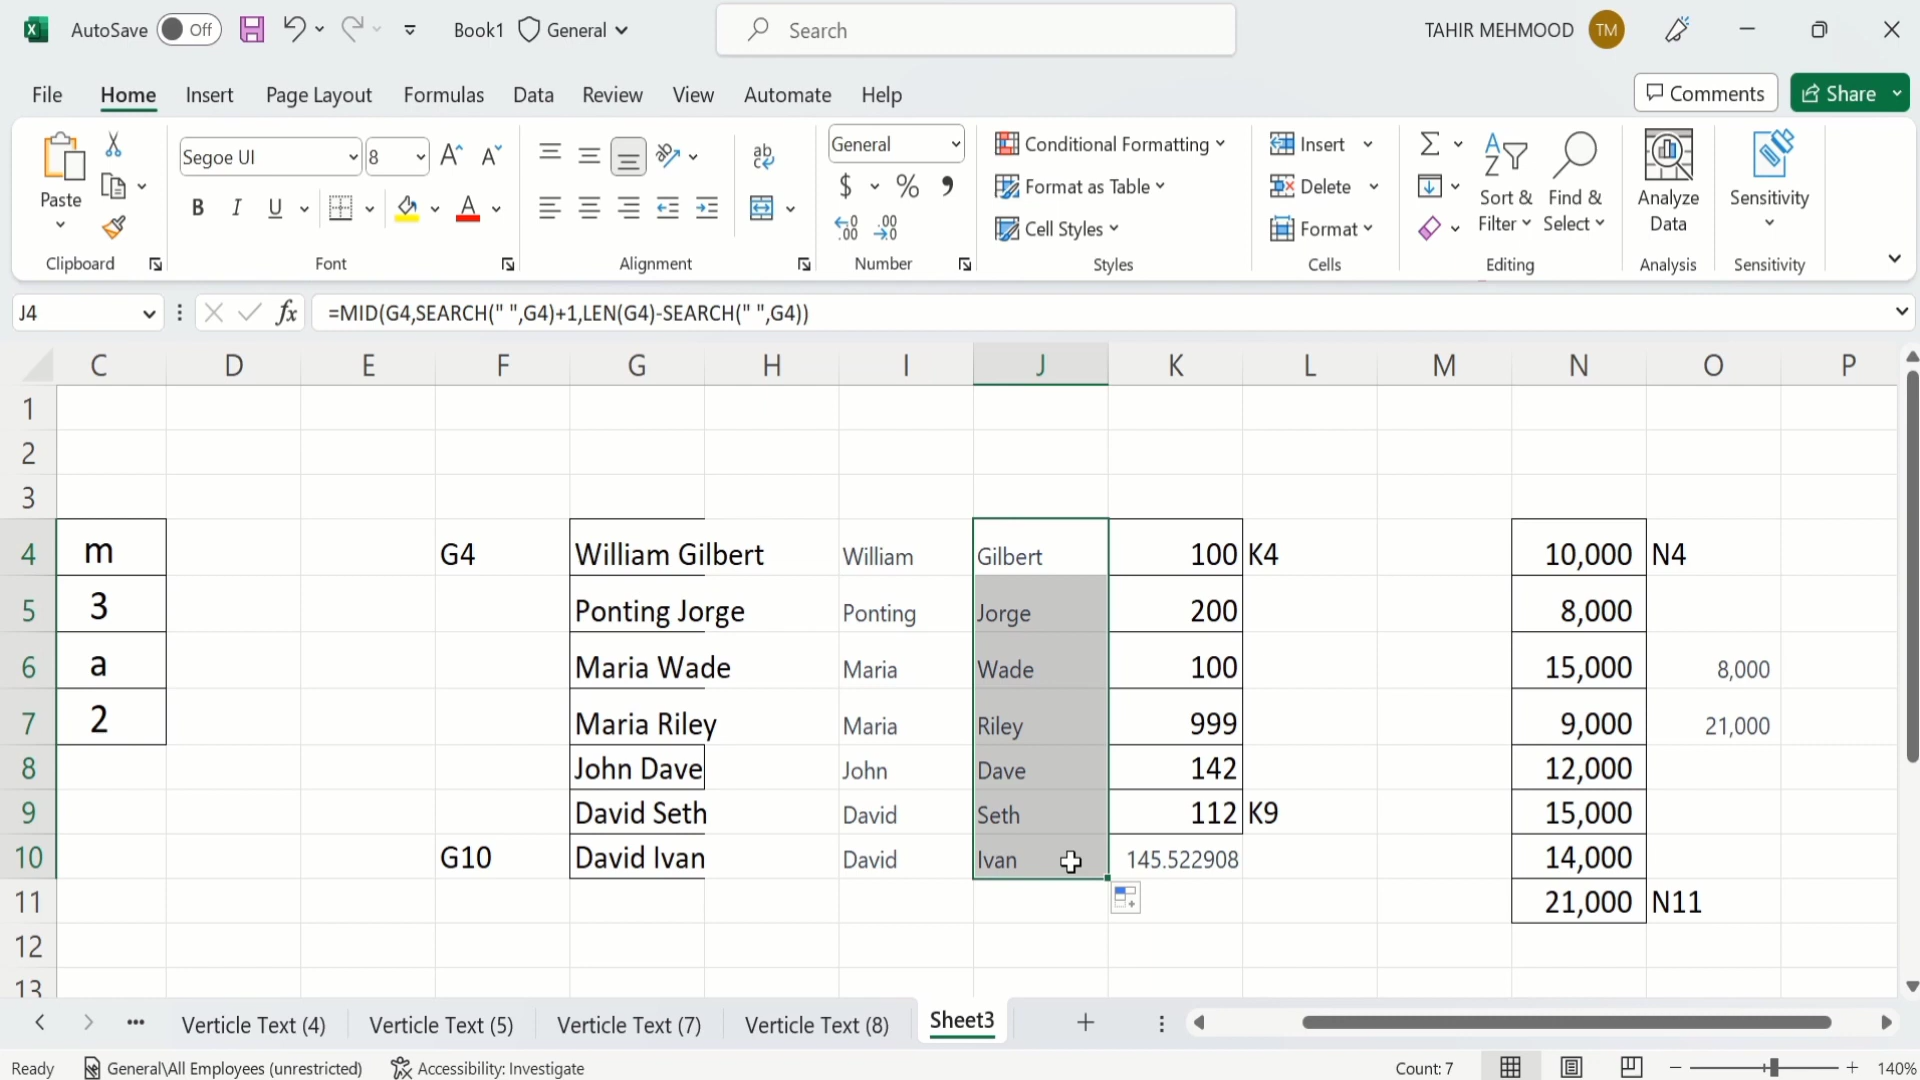 AutoSave Off Book1 General Search TAHIR MEHMOOD TM
File Home Insert Page Layout Formulas Data Review View Automate Help Comments Share
Paste
Clipboard
Segoe UI 8
B I U A
Font
ab
Alignment
General
$ % ,
Number
Conditional Formatting
Format as Table
Cell Styles
Styles
Insert
Delete
Format
Cells
Sort & Filter
Find & Select
Editing
Analyze Data
Analysis
Sensitivity
Sensitivity
J4 fx =MID(G4,SEARCH(" ",G4)+1,LEN(G4)-SEARCH(" ",G4))
C D E F G H I J K L M N O P
1
2
3
4 m G4 William Gilbert William Gilbert 100 K4 10,000 N4
5 3 Ponting Jorge Ponting Jorge 200 8,000
6 a Maria Wade Maria Wade 100 15,000 8,000
7 2 Maria Riley Maria Riley 999 9,000 21,000
8 John Dave John Dave 142 12,000
9 David Seth David Seth 112 K9 15,000
10 G10 David Ivan David Ivan 145.522908 14,000
11 21,000 N11
12
13
Verticle Text (4) Verticle Text (5) Verticle Text (7) Verticle Text (8) Sheet3
Ready General\All Employees (unrestricted) Accessibility: Investigate Count: 7 140%